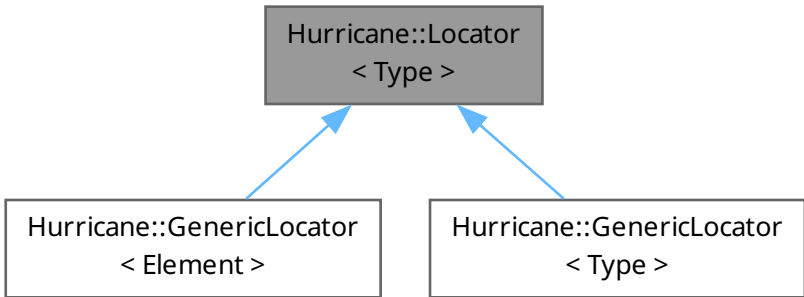 Hurricane::Locator
< Type >
Hurricane::GenericLocator
< Element >
Hurricane::GenericLocator
< Type >